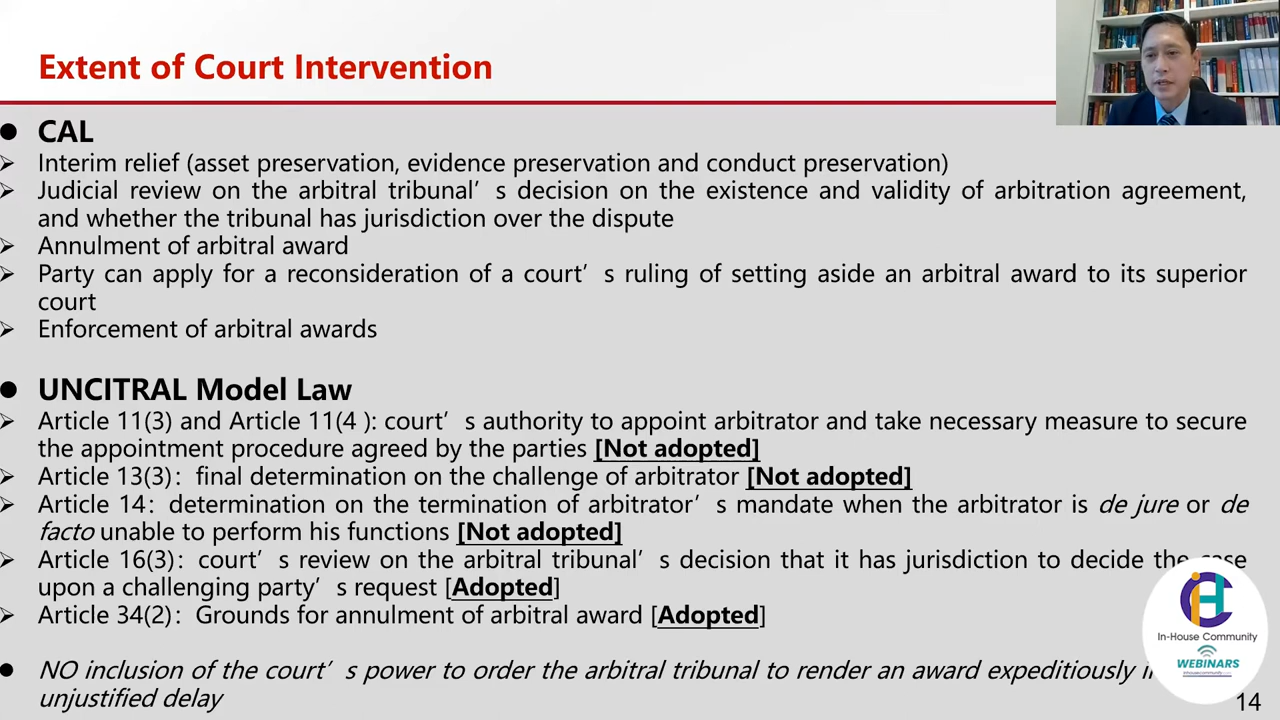 Extent of Court Intervention
● CAL
➢ Interim relief (asset preservation, evidence preservation and conduct preservation)
➢ Judicial review on the arbitral tribunal's decision on the existence and validity of arbitration agreement,
and whether the tribunal has jurisdiction over the dispute
➢ Annulment of arbitral award
➢ Party can apply for a reconsideration of a court's ruling of setting aside an arbitral award to its superior
court
➢ Enforcement of arbitral awards
● UNCITRAL Model Law
➢ Article 11(3) and Article 11(4 ): court's authority to appoint arbitrator and take necessary measure to secure
the appointment procedure agreed by the parties [Not adopted]
➢ Article 13(3): final determination on the challenge of arbitrator [Not adopted]
➢ Article 14: determination on the termination of arbitrator's mandate when the arbitrator is de jure or de
facto unable to perform his functions [Not adopted]
➢ Article 16(3): court's review on the arbitral tribunal's decision that it has jurisdiction to decide the case
upon a challenging party's request [Adopted]
➢ Article 34(2): Grounds for annulment of arbitral award [Adopted]
● NO inclusion of the court's power to order the arbitral tribunal to render an award expeditiously
unjustified delay
In-House Community
WEBINARS
14